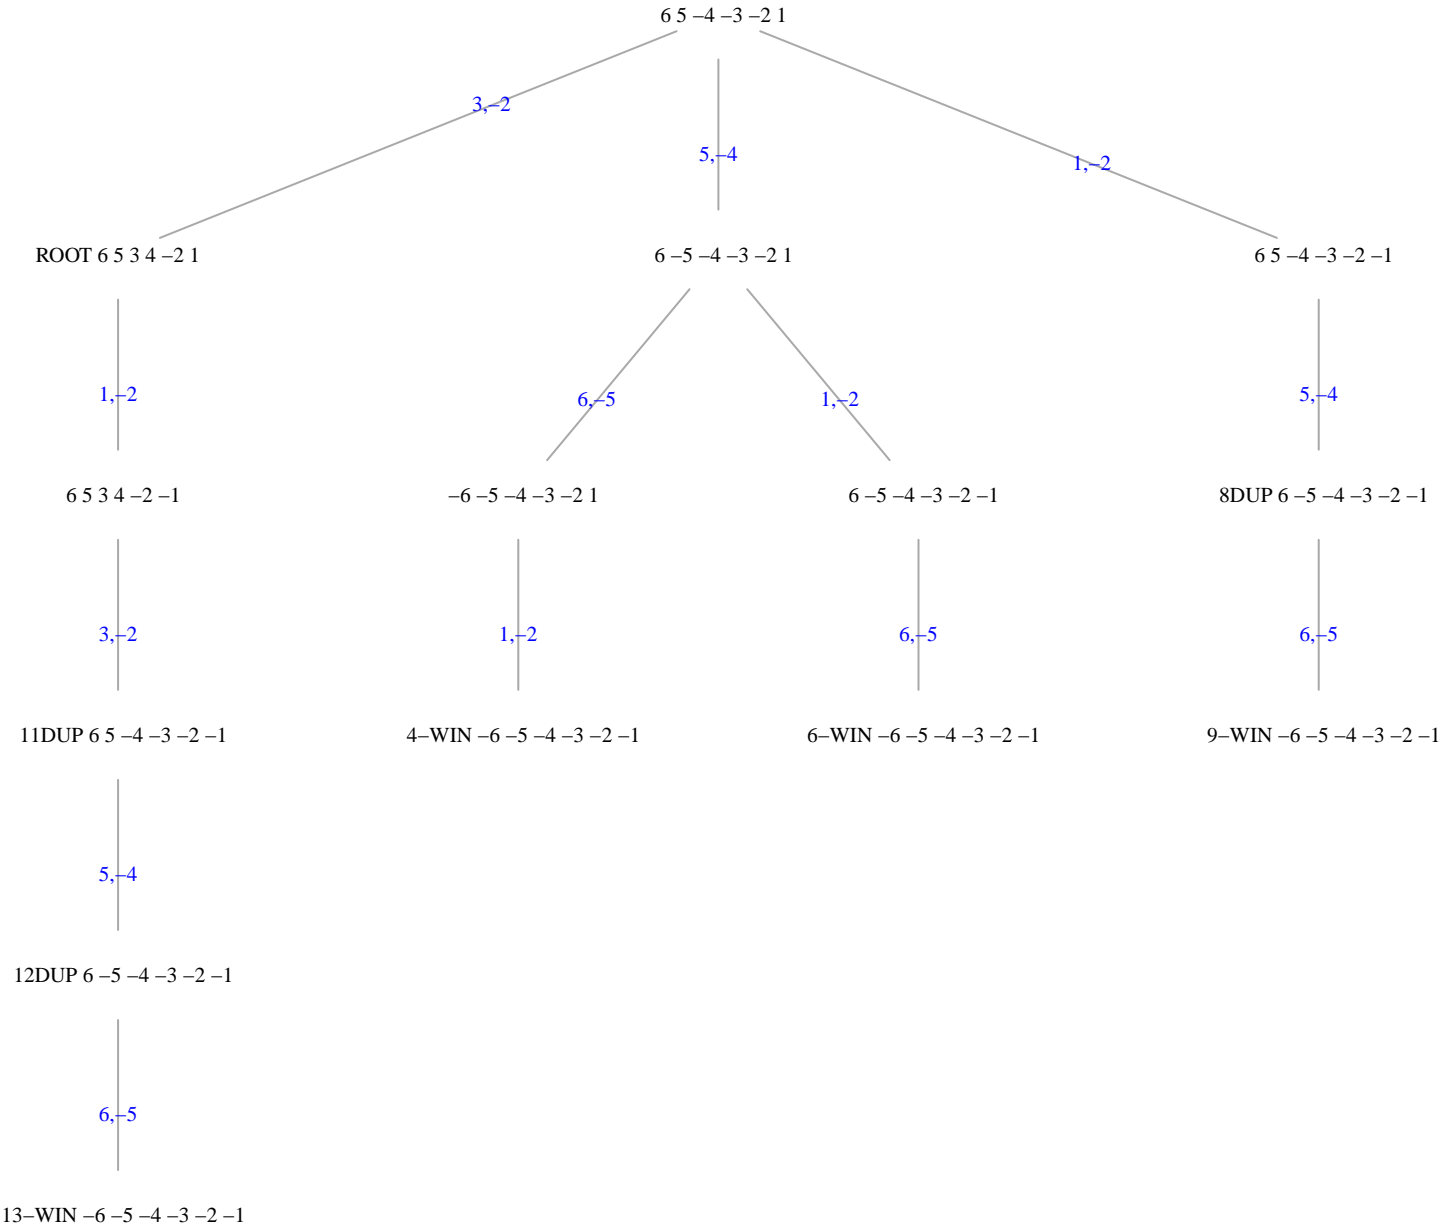 6 5 –4 –3 –2 1
3,–2
5,–4
1,–2
ROOT 6 5 3 4 –2 1
6 –5 –4 –3 –2 1
6 5 –4 –3 –2 –1
1,–2
6,–5
1,–2
5,–4
6 5 3 4 –2 –1
–6 –5 –4 –3 –2 1
6 –5 –4 –3 –2 –1
8DUP 6 –5 –4 –3 –2 –1
3,–2
1,–2
6,–5
6,–5
11DUP 6 5 –4 –3 –2 –1
4–WIN –6 –5 –4 –3 –2 –1
6–WIN –6 –5 –4 –3 –2 –1
9–WIN –6 –5 –4 –3 –2 –1
5,–4
12DUP 6 –5 –4 –3 –2 –1
6,–5
13–WIN –6 –5 –4 –3 –2 –1